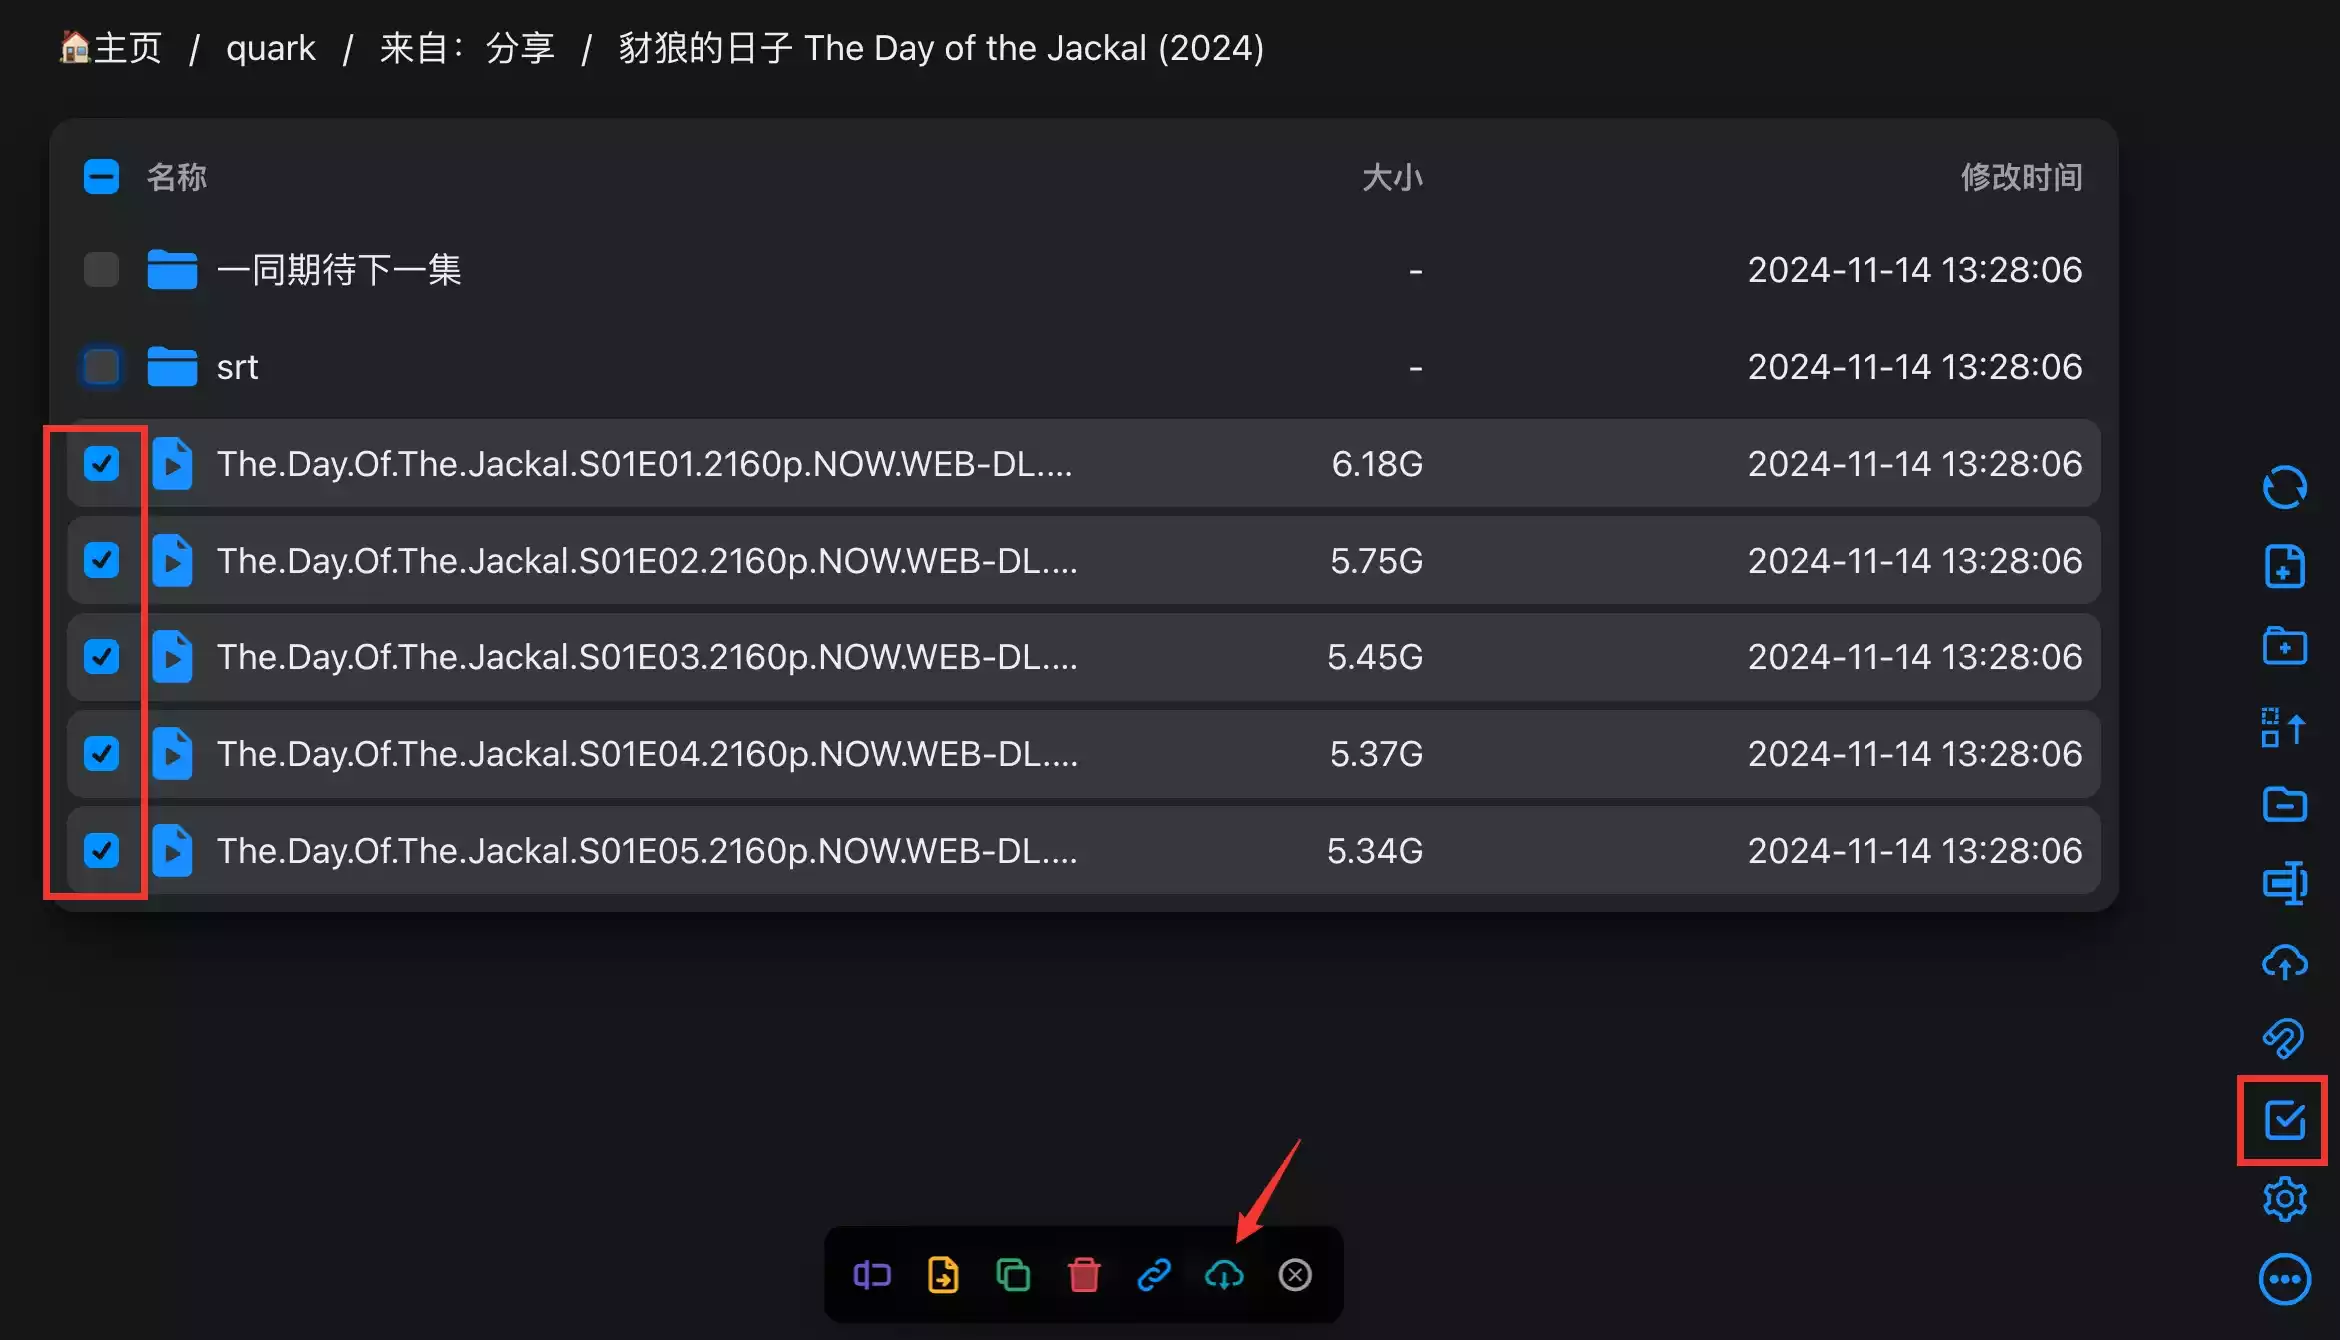 主页 / quark / 来自：分享 / 豺狼的日子 The Day of the Jackal (2024)
名称 大小 修改时间
一同期待下一集 - 2024-11-14 13:28:06
srt - 2024-11-14 13:28:06
The.Day.Of.The.Jackal.S01E01.2160p.NOW.WEB-DL.... 6.18G 2024-11-14 13:28:06
The.Day.Of.The.Jackal.S01E02.2160p.NOW.WEB-DL.... 5.75G 2024-11-14 13:28:06
The.Day.Of.The.Jackal.S01E03.2160p.NOW.WEB-DL.... 5.45G 2024-11-14 13:28:06
The.Day.Of.The.Jackal.S01E04.2160p.NOW.WEB-DL.... 5.37G 2024-11-14 13:28:06
The.Day.Of.The.Jackal.S01E05.2160p.NOW.WEB-DL.... 5.34G 2024-11-14 13:28:06